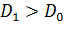 D₁ > D₀